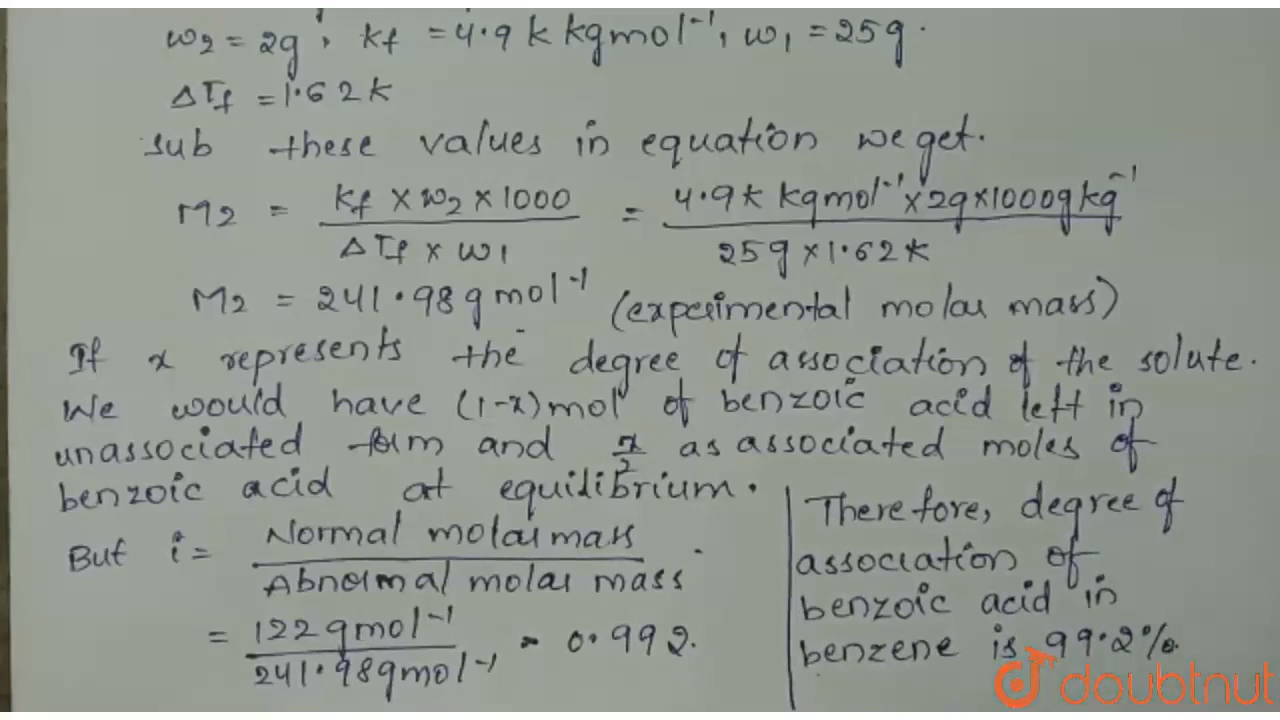 w2 = 2g, kf = 4.9 k kg mol-1, w1 = 25g.
ΔTf = 1.62 k
sub these values in equation we get.
M2 = kf × w2 × 1000 / ΔTf × w1 = 4.9 k kg mol-1 × 2g × 1000 g kg-1 / 25 g × 1.62 k
M2 = 241.98 g mol-1 (experimental molar mass)
If x represents the degree of association of the solute.
We would have (1-x) mol of benzoic acid left in
unassociated form and x/2 as associated moles of
benzoic acid at equilibrium.
But i = Normal molar mass / Abnormal molar mass.
= 122 g mol-1 / 241.98 g mol-1 = 0.992.
Therefore, degree of
association of
benzoic acid in
benzene is 99.2%.
doubtnut